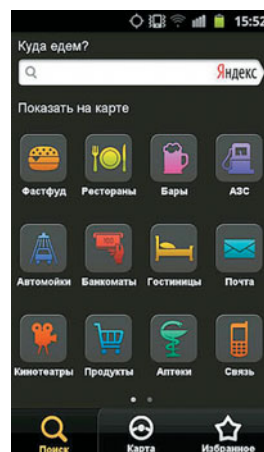 15:52
Куда едем?
Яндекс
Показать на карте
Фастфуд Рестораны Бары АЗС
100
Автомойки Банкоматы Гостиницы Почта
Кинотеатры Продукты Аптеки Связь
Поиск Карта Избранное